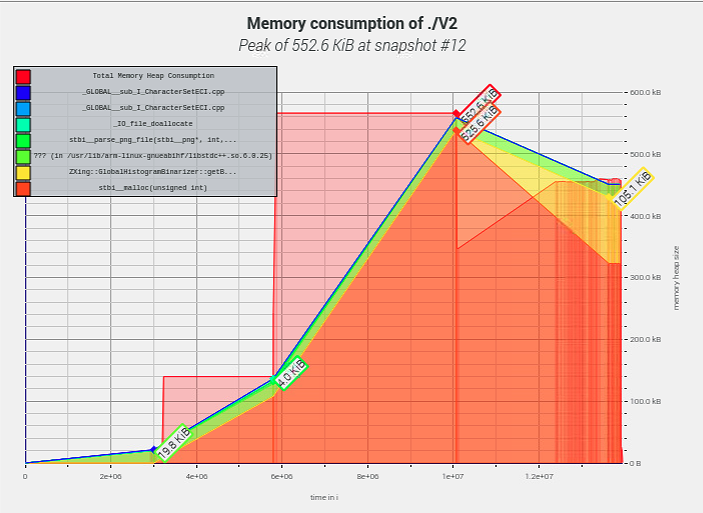 Memory consumption of ./V2
Peak of 552.6 KiB at snapshot #12
Total Memory Heap Consumption
_GLOBAL__sub_I_CharacterSetECI.cpp
_GLOBAL__sub_I_CharacterSetECI.cpp
_IO_file_doallocate
stbi__parse_png_file(stbi__png*, int,...
??? (in /usr/lib/arm-linux-gnueabihf/libstdc++.so.6.0.25)
ZXing::GlobalHistogramBinarizer::getB...
stbi__malloc(unsigned int)
552.6 KiB
525.6 KiB
105.1 KiB
4.0 KiB
19.8 KiB
600.0 kB
500.0 kB
400.0 kB
300.0 kB
200.0 kB
100.0 kB
0 B
memory heap size
0
2e+06
4e+06
6e+06
8e+06
1e+07
1.2e+07
time in i